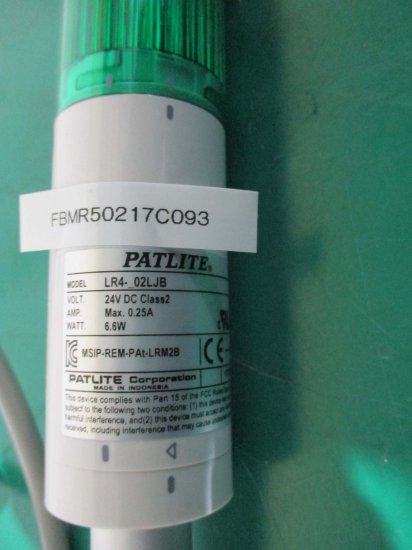 FBMR50217C093
PATLITE®
MODEL LR4-_02LJB
VOLT. 24V DC Class2
AMP. Max. 0.25A
WATT. 6.6W
MSIP-REM-PAt-LRM2B
CE
PATLITE Corporation
MADE IN INDONESIA
This device complies with Part 15 of the FCC Rules
subject to the following two conditions: (1) this device may
harmful interference, and(2) this device must accept
received, including interference that may cause